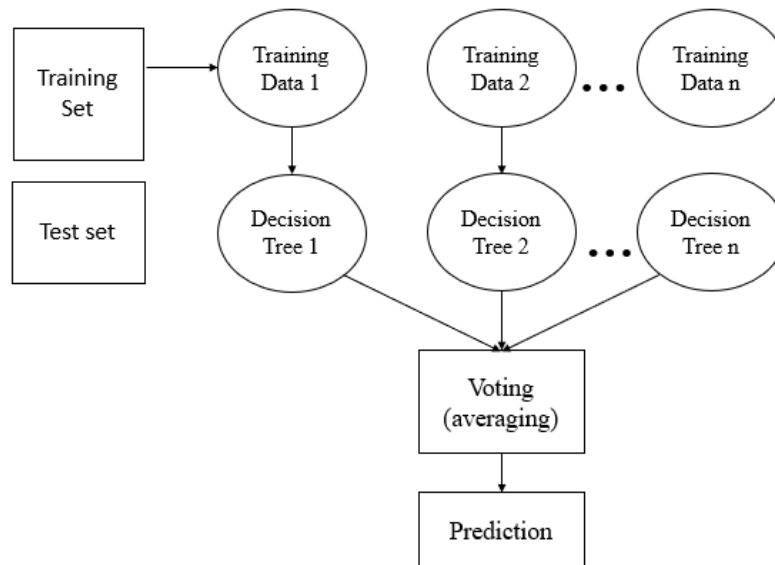 Training
Set
Training
Data 1
Training
Data 2
...
Training
Data n
Test set
Decision
Tree 1
Decision
Tree 2
...
Decision
Tree n
Voting
(averaging)
Prediction